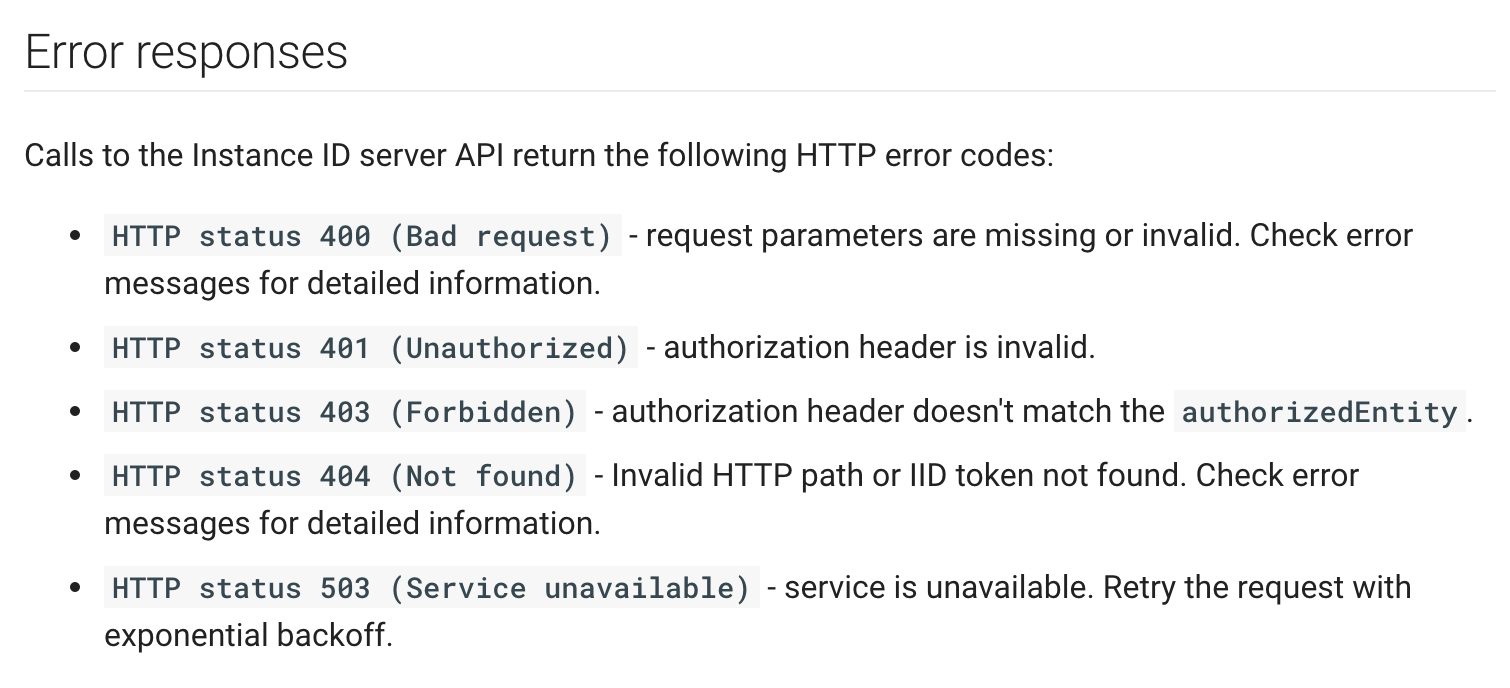 Error responses
Calls to the Instance ID server API return the following HTTP error codes:
• HTTP status 400 (Bad request) - request parameters are missing or invalid. Check error
messages for detailed information.
• HTTP status 401 (Unauthorized) - authorization header is invalid.
• HTTP status 403 (Forbidden) - authorization header doesn't match the authorizedEntity.
• HTTP status 404 (Not found) - Invalid HTTP path or IID token not found. Check error
messages for detailed information.
• HTTP status 503 (Service unavailable) - service is unavailable. Retry the request with
exponential backoff.